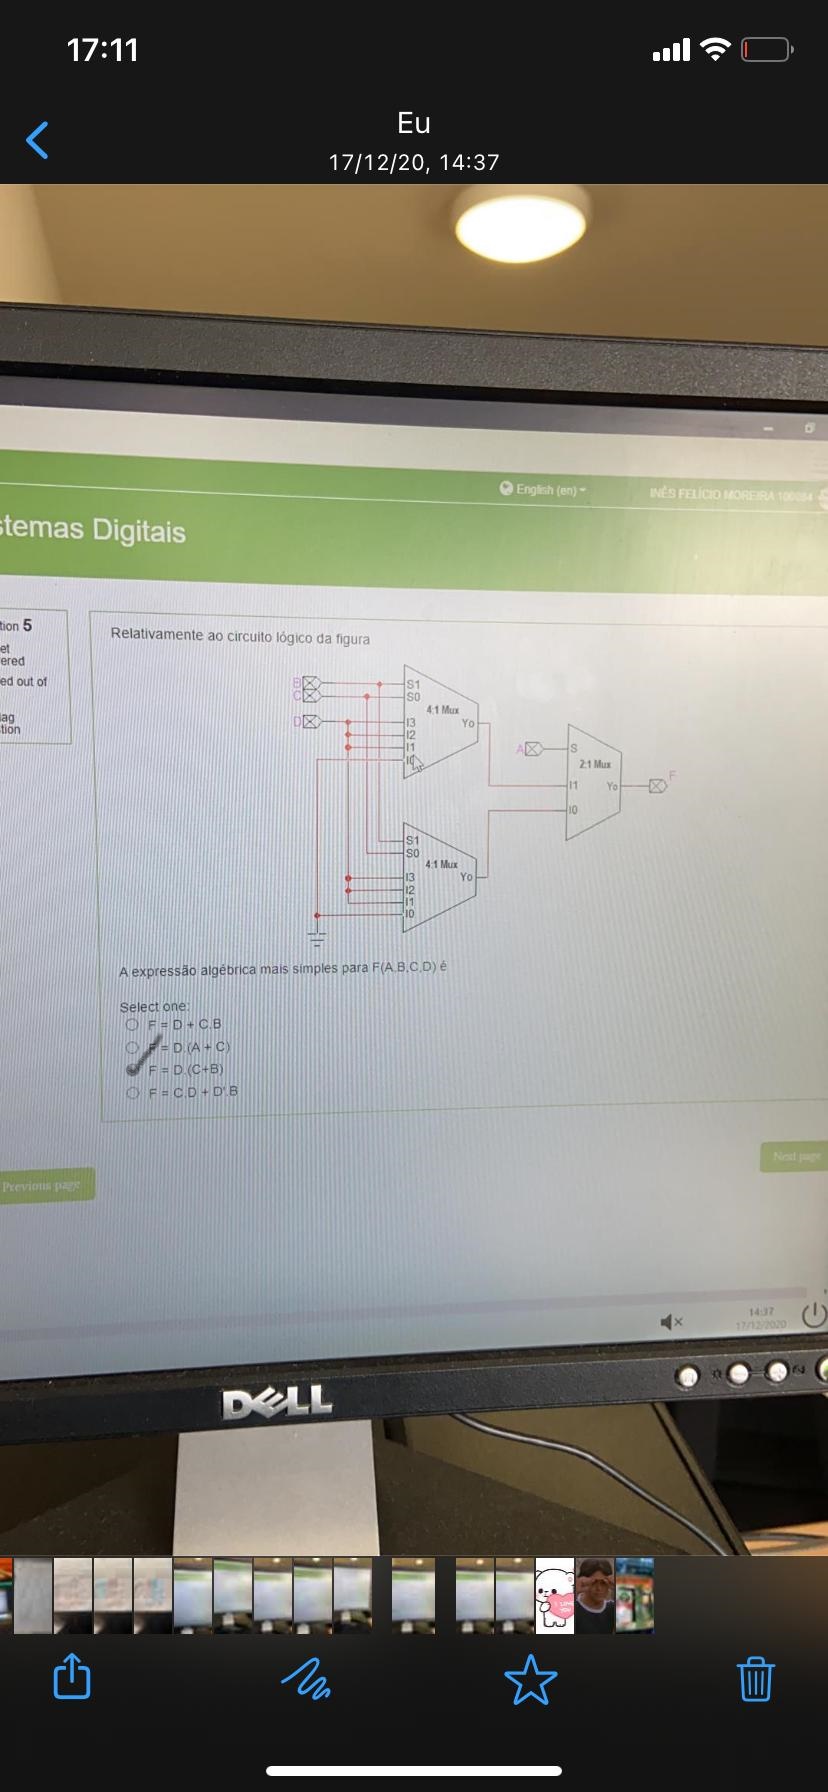 17:11
Eu
17/12/20, 14:37
English (en)
INÊS FELÍCIO MOREIRA
stemas Digitais
tion 5
et
ered
ed out of
lag
tion
Relativamente ao circuito lógico da figura
B
C
D
S1
S0
4:1 Mux
Yo
I3
I2
I1
I0
A
S
2:1 Mux
I1
Yo
F
I0
S1
S0
4:1 Mux
Yo
I3
I2
I1
I0
A expressão algébrica mais simples para F(A,B,C,D) é
Select one:
F = D + C.B
F = D.(A + C)
F = D.(C+B)
F = C.D + D'.B
Previous page
Next page
14:37
17/12/2020
DELL
I LOVE YOU